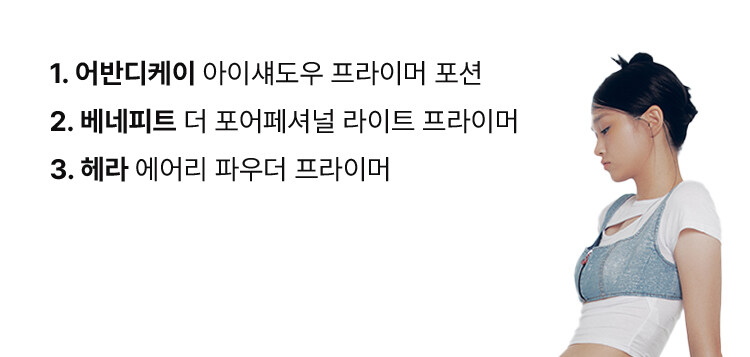 1. 어반디케이 아이섀도우 프라이머 포션
2. 베네피트 더 포어페셔널 라이트 프라이머
3. 헤라 에어리 파우더 프라이머